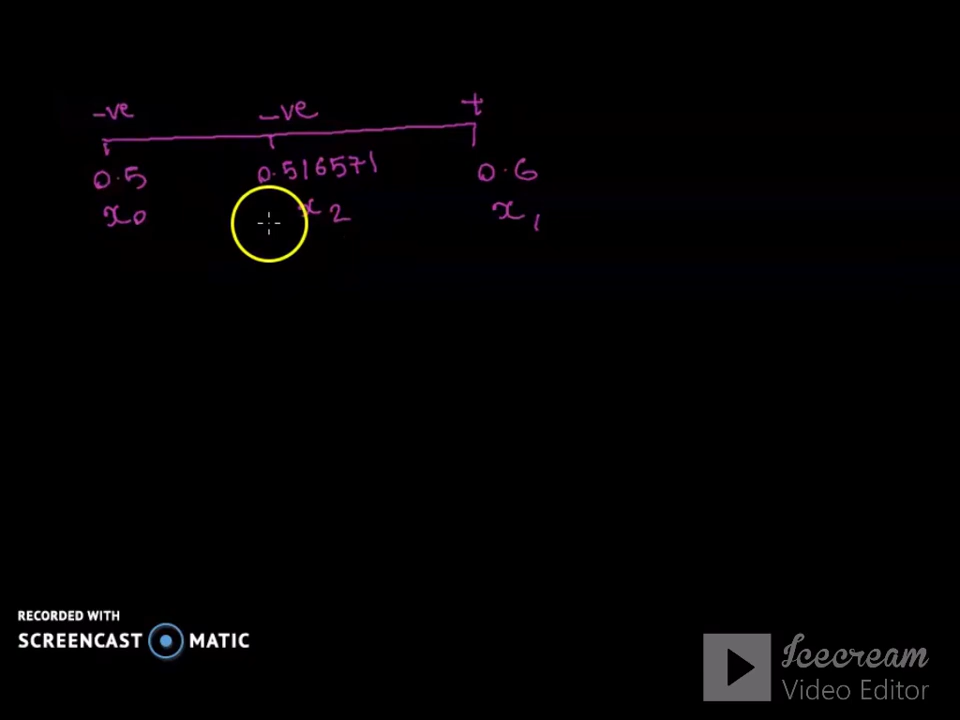 -ve -ve +
0.5 0.516571 0.6
x0 x2 x1
RECORDED WITH
SCREENCAST MATIC
Icecream
Video Editor